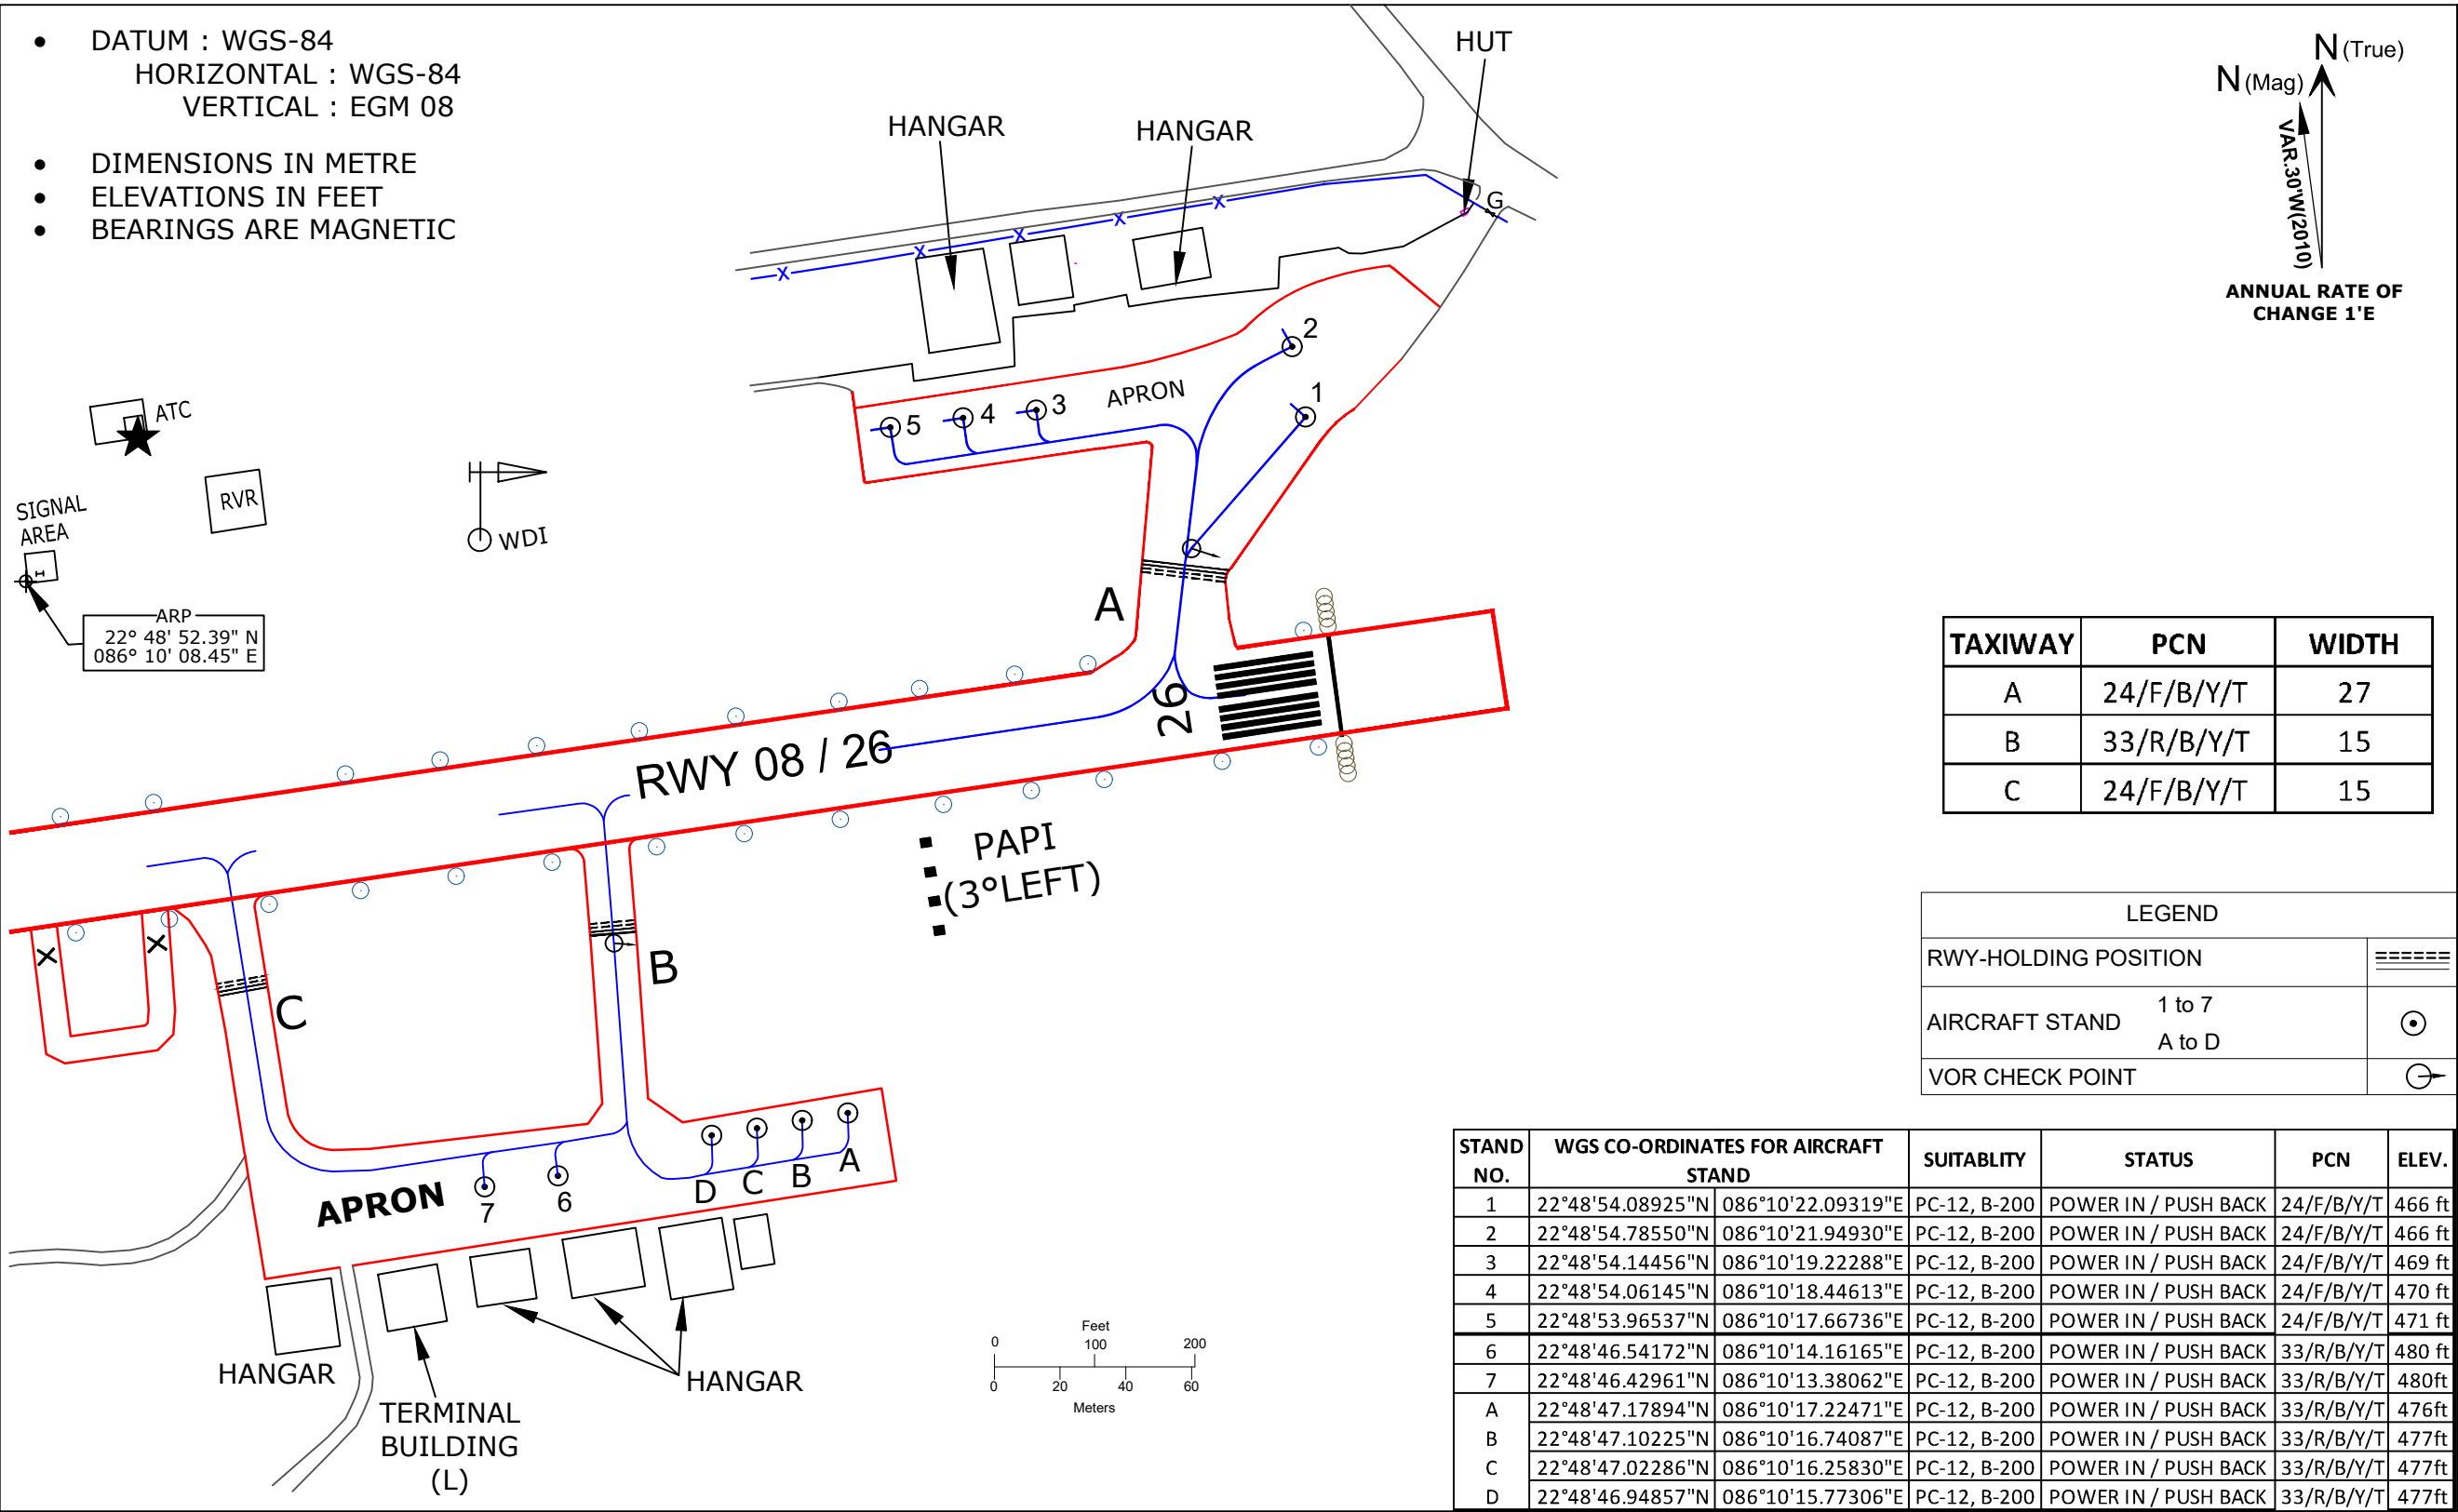 DATUM : WGS-84
HORIZONTAL : WGS-84
VERTICAL : EGM 08
DIMENSIONS IN METRE
ELEVATIONS IN FEET
BEARINGS ARE MAGNETIC
HUT
HANGAR
HANGAR
G
N (True)
N (Mag)
VAR.30"W(2010)
ANNUAL RATE OF
CHANGE 1'E
X X X X X
2
1
APRON
3
4
5
ATC
RVR
SIGNAL
AREA
WDI
ARP
22° 48' 52.39" N
086° 10' 08.45" E
A
26
RWY 08 / 26
PAPI
(3°LEFT)
B
C
X X
D C B A
7 6
APRON
HANGAR
TERMINAL
BUILDING
(L)
HANGAR
Feet
0 100 200
0 20 40 60
Meters
TAXIWAY PCN WIDTH
A 24/F/B/Y/T 27
B 33/R/B/Y/T 15
C 24/F/B/Y/T 15
LEGEND
RWY-HOLDING POSITION
AIRCRAFT STAND 1 to 7
A to D
VOR CHECK POINT
STAND NO. WGS CO-ORDINATES FOR AIRCRAFT STAND SUITABLITY STATUS PCN ELEV.
1 22°48'54.08925"N 086°10'22.09319"E PC-12, B-200 POWER IN / PUSH BACK 24/F/B/Y/T 466 ft
2 22°48'54.78550"N 086°10'21.94930"E PC-12, B-200 POWER IN / PUSH BACK 24/F/B/Y/T 466 ft
3 22°48'54.14456"N 086°10'19.22288"E PC-12, B-200 POWER IN / PUSH BACK 24/F/B/Y/T 469 ft
4 22°48'54.06145"N 086°10'18.44613"E PC-12, B-200 POWER IN / PUSH BACK 24/F/B/Y/T 470 ft
5 22°48'53.96537"N 086°10'17.66736"E PC-12, B-200 POWER IN / PUSH BACK 24/F/B/Y/T 471 ft
6 22°48'46.54172"N 086°10'14.16165"E PC-12, B-200 POWER IN / PUSH BACK 33/R/B/Y/T 480 ft
7 22°48'46.42961"N 086°10'13.38062"E PC-12, B-200 POWER IN / PUSH BACK 33/R/B/Y/T 480ft
A 22°48'47.17894"N 086°10'17.22471"E PC-12, B-200 POWER IN / PUSH BACK 33/R/B/Y/T 476ft
B 22°48'47.10225"N 086°10'16.74087"E PC-12, B-200 POWER IN / PUSH BACK 33/R/B/Y/T 477ft
C 22°48'47.02286"N 086°10'16.25830"E PC-12, B-200 POWER IN / PUSH BACK 33/R/B/Y/T 477ft
D 22°48'46.94857"N 086°10'15.77306"E PC-12, B-200 POWER IN / PUSH BACK 33/R/B/Y/T 477ft